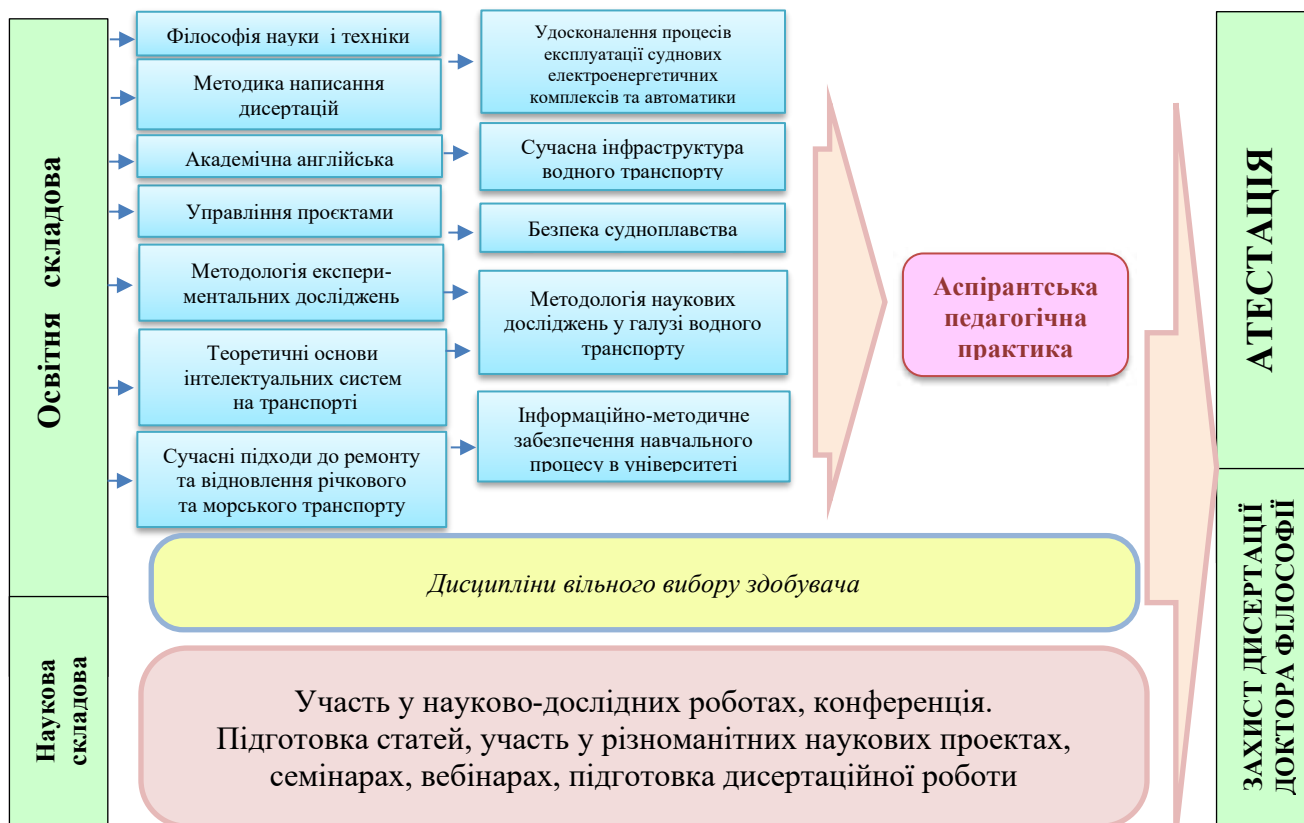 Освітня складова
Наукова
складова
Філософія науки і техніки
Методика написання
дисертацій
Академічна англійська
Управління проєктами
Методологія експери-
ментальних досліджень
Теоретичні основи
інтелектуальних систем
на транспорті
Сучасні підходи до ремонту
та відновлення річкового
та морського транспорту
Удосконалення процесів
експлуатації суднових
електроенергетичних
комплексів та автоматики
Сучасна інфраструктура
водного транспорту
Безпека судноплавства
Методологія наукових
досліджень у галузі водного
транспорту
Інформаційно-методичне
забезпечення навчального
процесу в університеті
Аспірантська
педагогічна
практика
Дисципліни вільного вибору здобувача
Участь у науково-дослідних роботах, конференція.
Підготовка статей, участь у різноманітних наукових проектах,
семінарах, вебінарах, підготовка дисертаційної роботи
АТЕСТАЦІЯ
ЗАХИСТ ДИСЕРТАЦІЇ
ДОКТОРА ФІЛОСОФІЇ